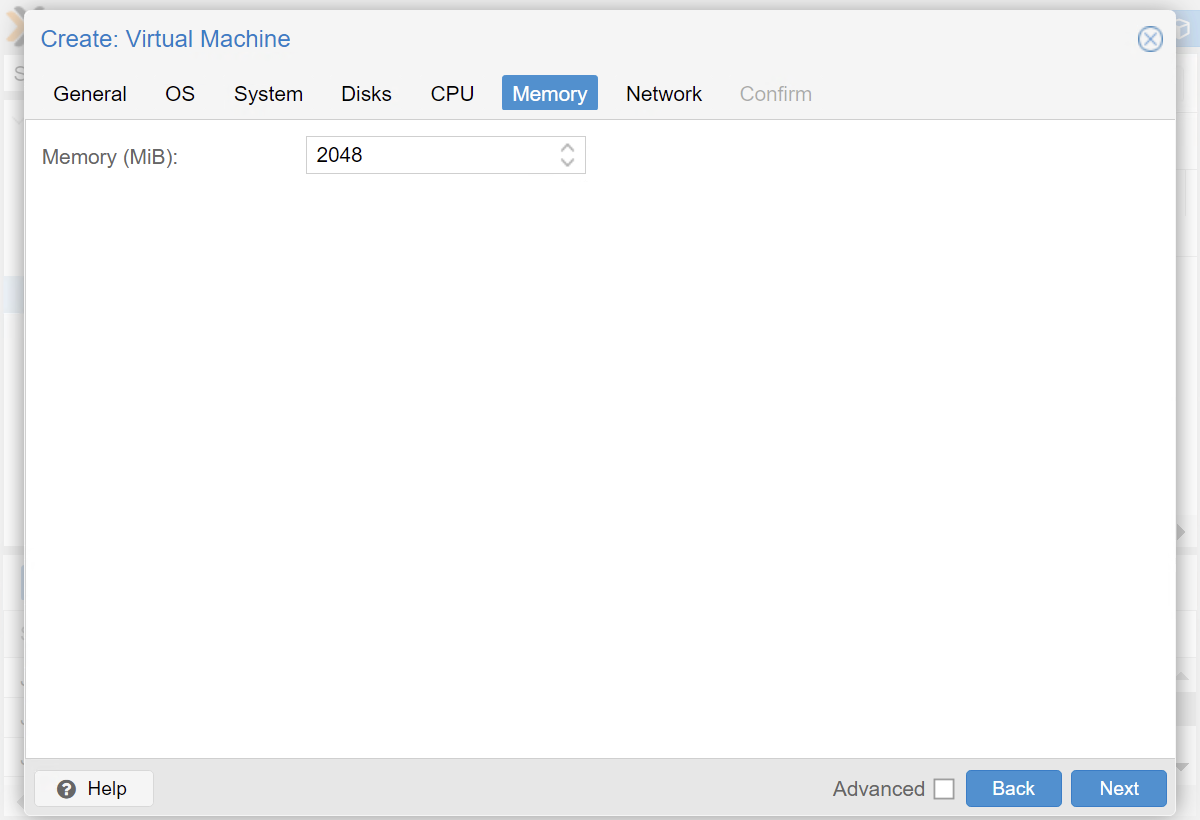 Create: Virtual Machine
General OS System Disks CPU Memory Network Confirm
Memory (MiB): 2048
Help Advanced Back Next